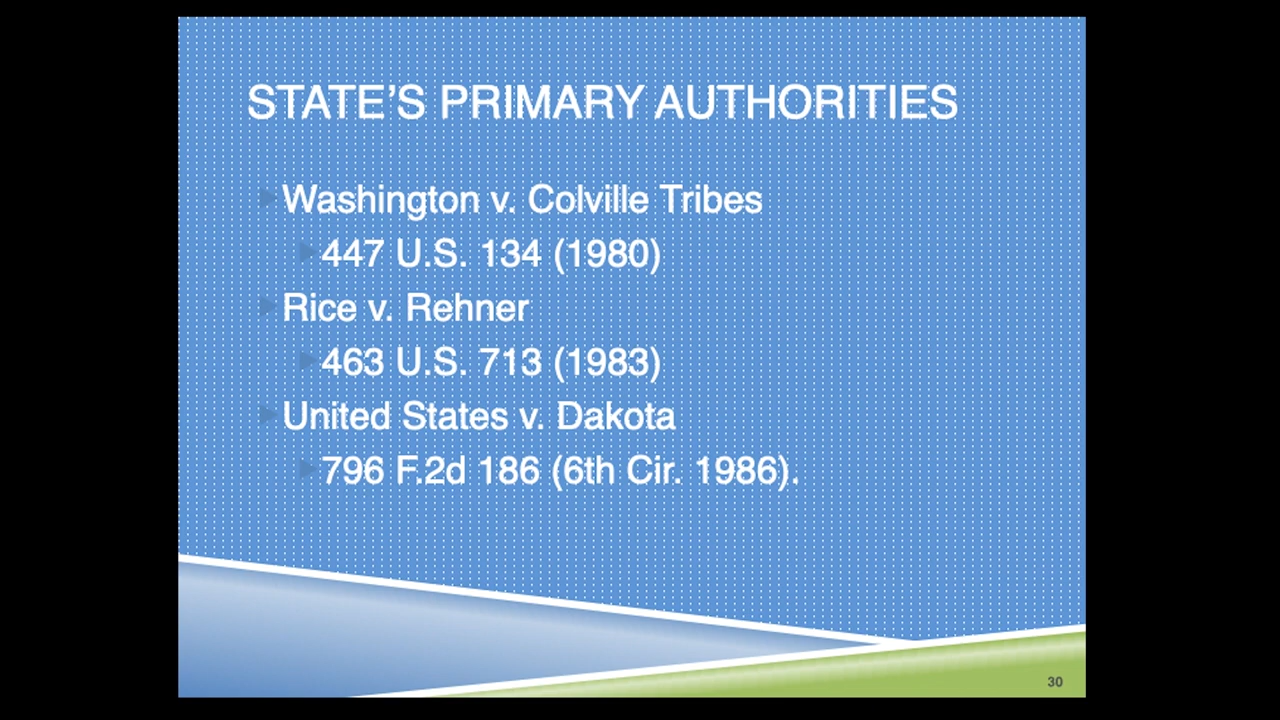 STATE’S PRIMARY AUTHORITIES
Washington v. Colville Tribes
447 U.S. 134 (1980)
Rice v. Rehner
463 U.S. 713 (1983)
United States v. Dakota
796 F.2d 186 (6th Cir. 1986).
30